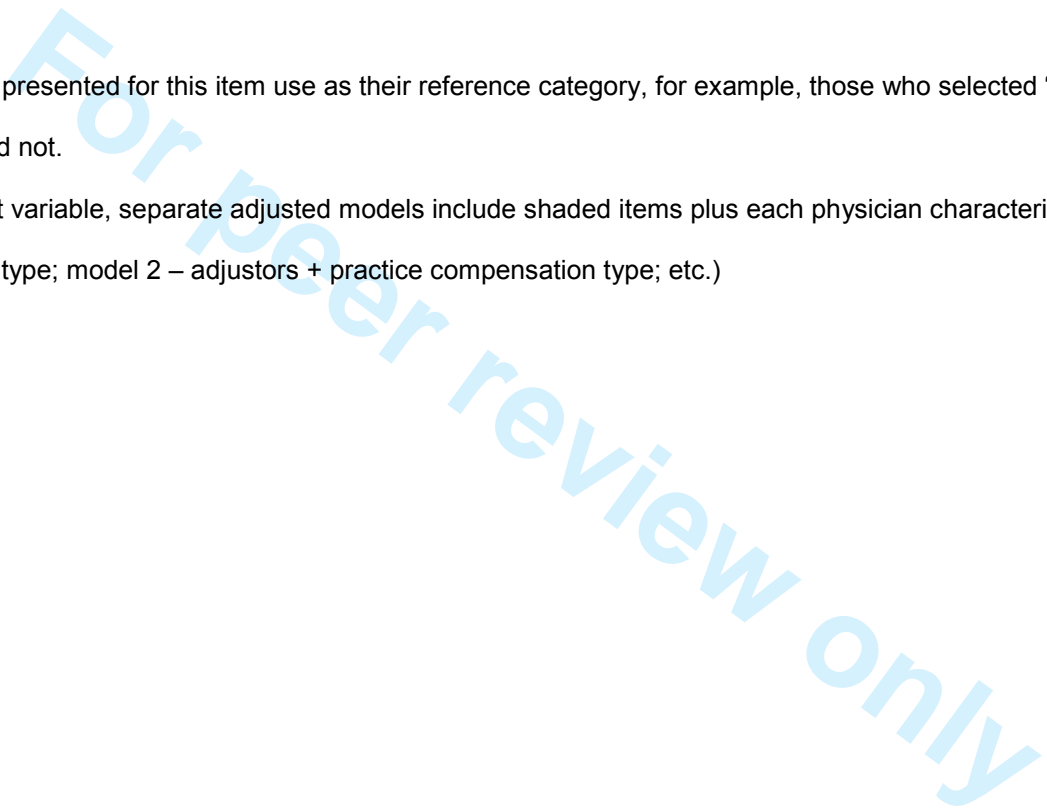 presented for this item use as their reference category, for example, those who selected “
d not.
t variable, separate adjusted models include shaded items plus each physician characteri
type; model 2 – adjustors + practice compensation type; etc.)
For peer review only